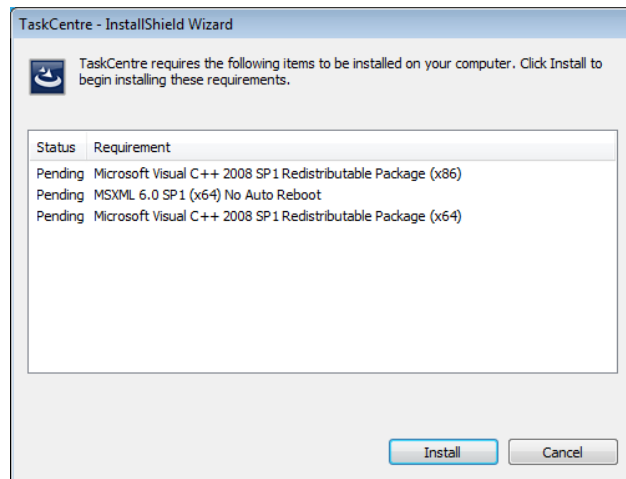 TaskCentre - InstallShield Wizard
TaskCentre requires the following items to be installed on your computer. Click Install to
begin installing these requirements.
Status Requirement
Pending Microsoft Visual C++ 2008 SP1 Redistributable Package (x86)
Pending MSXML 6.0 SP1 (x64) No Auto Reboot
Pending Microsoft Visual C++ 2008 SP1 Redistributable Package (x64)
Install Cancel